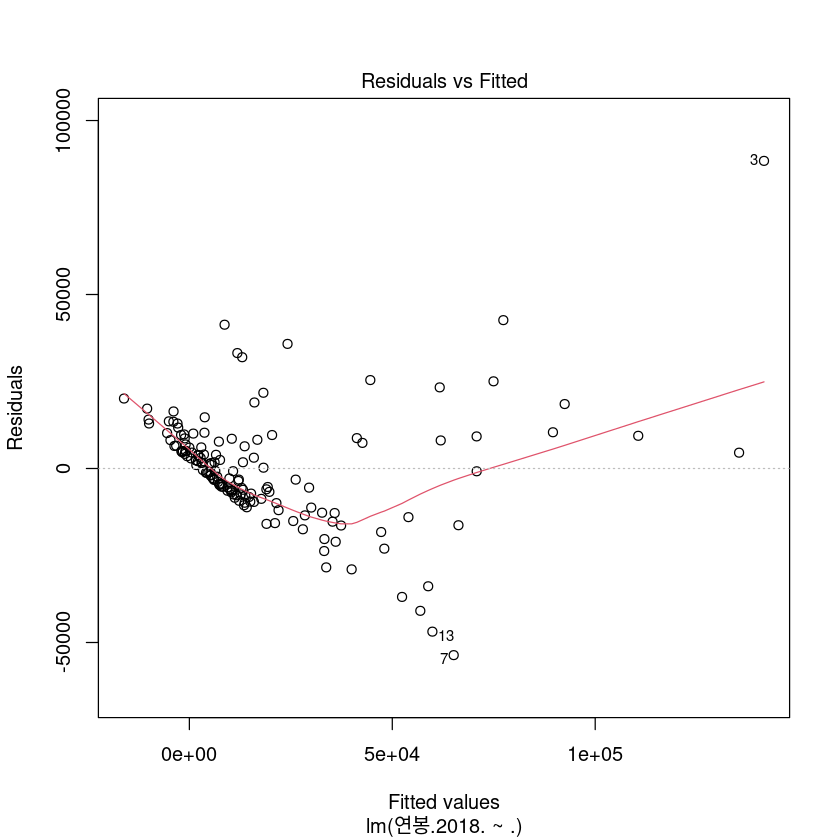 Residuals vs Fitted
100000
50000
0
-50000
Residuals
3
13
7
0e+00 5e+04 1e+05
Fitted values
lm(연봉.2018. ~ .)